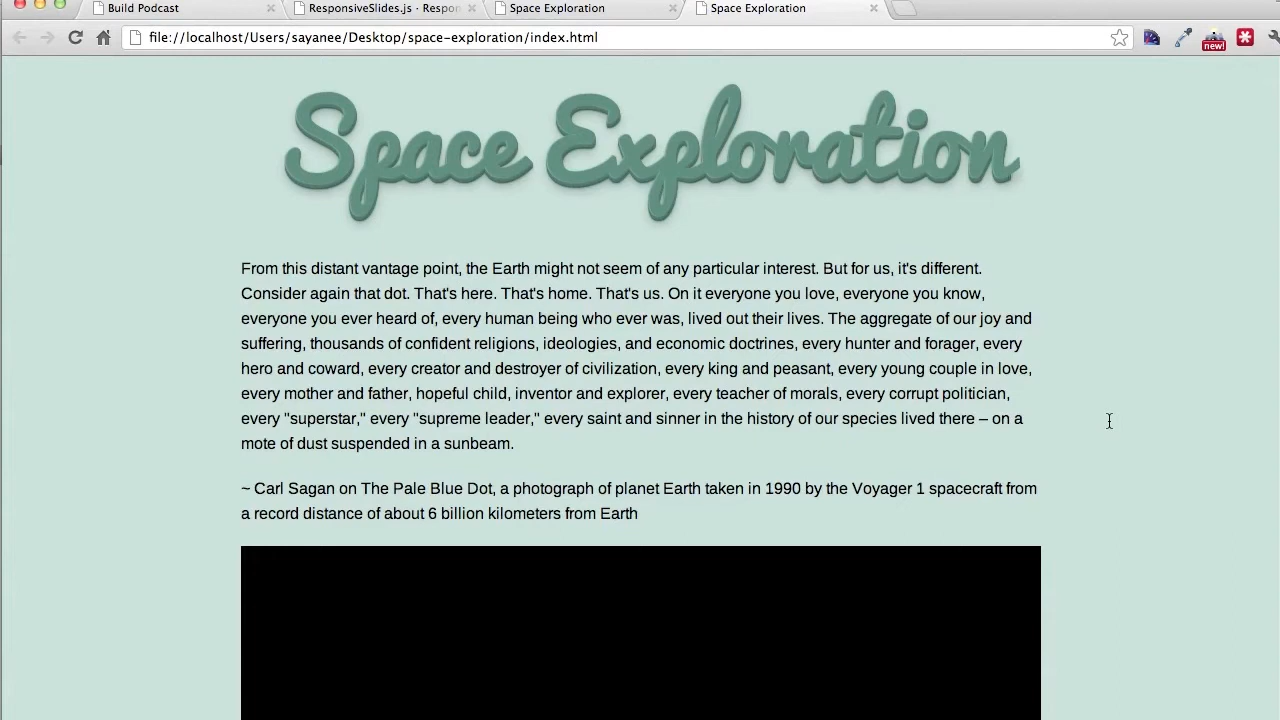 Build Podcast
ResponsiveSlides.js · Respon
Space Exploration
Space Exploration
file://localhost/Users/sayanee/Desktop/space-exploration/index.html
new!
Space Exploration
From this distant vantage point, the Earth might not seem of any particular interest. But for us, it's different.
Consider again that dot. That's here. That's home. That's us. On it everyone you love, everyone you know,
everyone you ever heard of, every human being who ever was, lived out their lives. The aggregate of our joy and
suffering, thousands of confident religions, ideologies, and economic doctrines, every hunter and forager, every
hero and coward, every creator and destroyer of civilization, every king and peasant, every young couple in love,
every mother and father, hopeful child, inventor and explorer, every teacher of morals, every corrupt politician,
every "superstar," every "supreme leader," every saint and sinner in the history of our species lived there – on a
mote of dust suspended in a sunbeam.
~ Carl Sagan on The Pale Blue Dot, a photograph of planet Earth taken in 1990 by the Voyager 1 spacecraft from
a record distance of about 6 billion kilometers from Earth